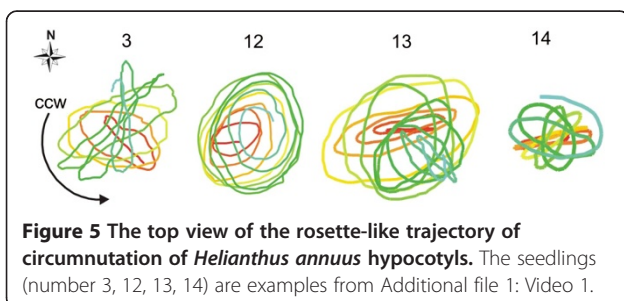 N
3
12
13
14
CCW
Figure 5 The top view of the rosette-like trajectory of
circumnutation of Helianthus annuus hypocotyls. The seedlings
(number 3, 12, 13, 14) are examples from Additional file 1: Video 1.